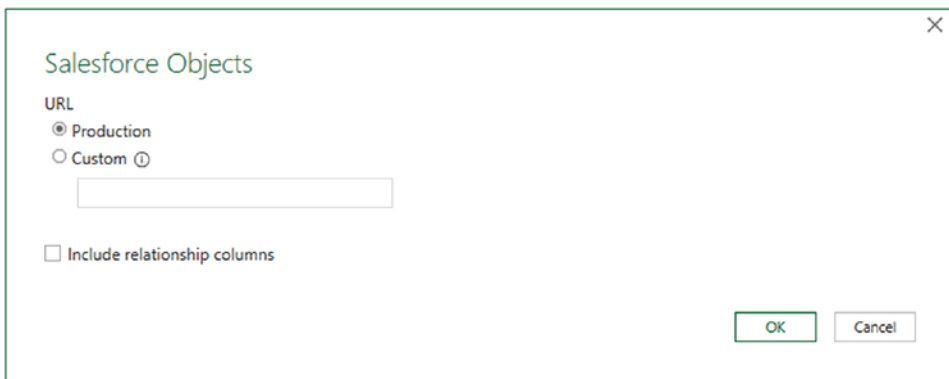 Salesforce Objects
URL
Production
Custom
Include relationship columns
OK Cancel